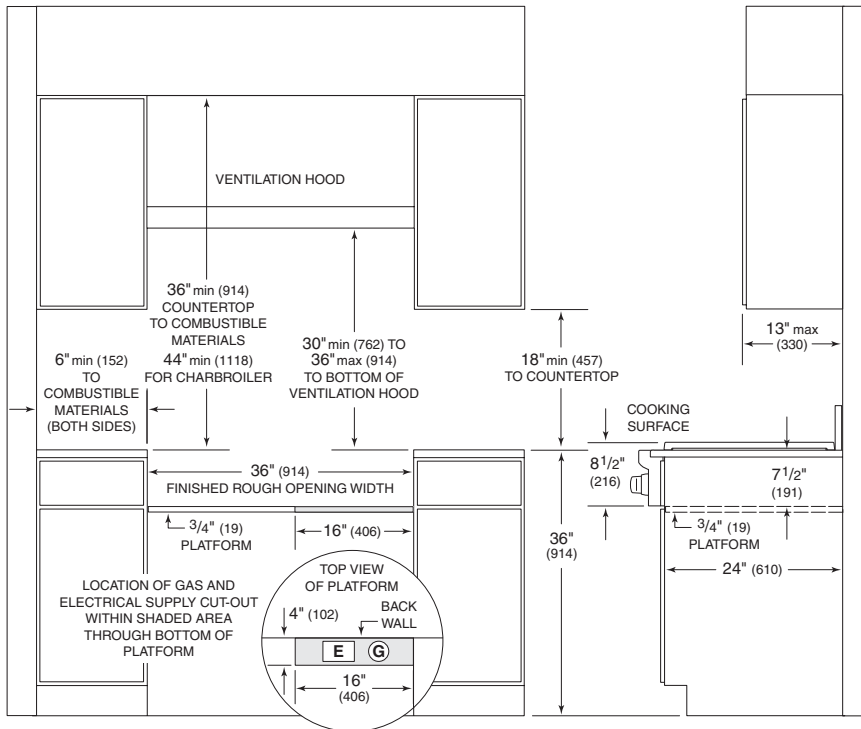 VENTILATION HOOD
36" min (914)
COUNTERTOP
TO COMBUSTIBLE
MATERIALS
44" min (1118)
FOR CHARBROILER
6" min (152)
TO
COMBUSTIBLE
MATERIALS
(BOTH SIDES)
30" min (762) TO
36" max (914)
TO BOTTOM OF
VENTILATION HOOD
18" min (457)
TO COUNTERTOP
13" max
(330)
COOKING
SURFACE
36" (914)
FINISHED ROUGH OPENING WIDTH
8 1/2"
(216)
7 1/2"
(191)
3/4" (19)
PLATFORM
16" (406)
36"
(914)
3/4" (19)
PLATFORM
24" (610)
LOCATION OF GAS AND
ELECTRICAL SUPPLY CUT-OUT
WITHIN SHADED AREA
THROUGH BOTTOM OF
PLATFORM
TOP VIEW
OF PLATFORM
4" (102)
BACK
WALL
E G
16"
(406)